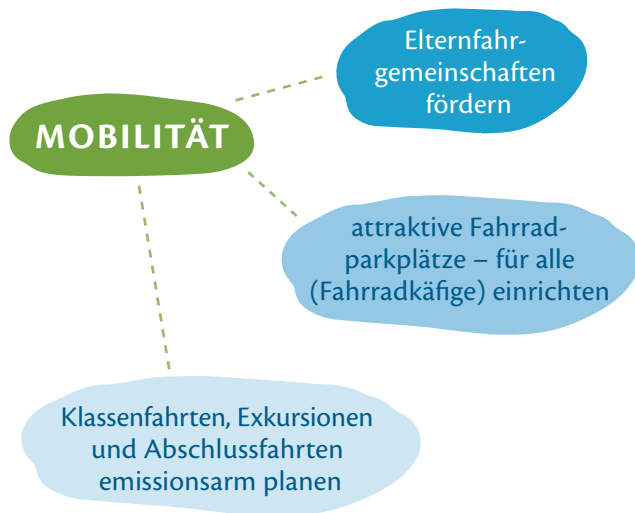 Elternfahr-
gemeinschaften
fördern
MOBILITÄT
attraktive Fahrrad-
parkplätze – für alle
(Fahrradkäfige) einrichten
Klassenfahrten, Exkursionen
und Abschlussfahrten
emissionsarm planen